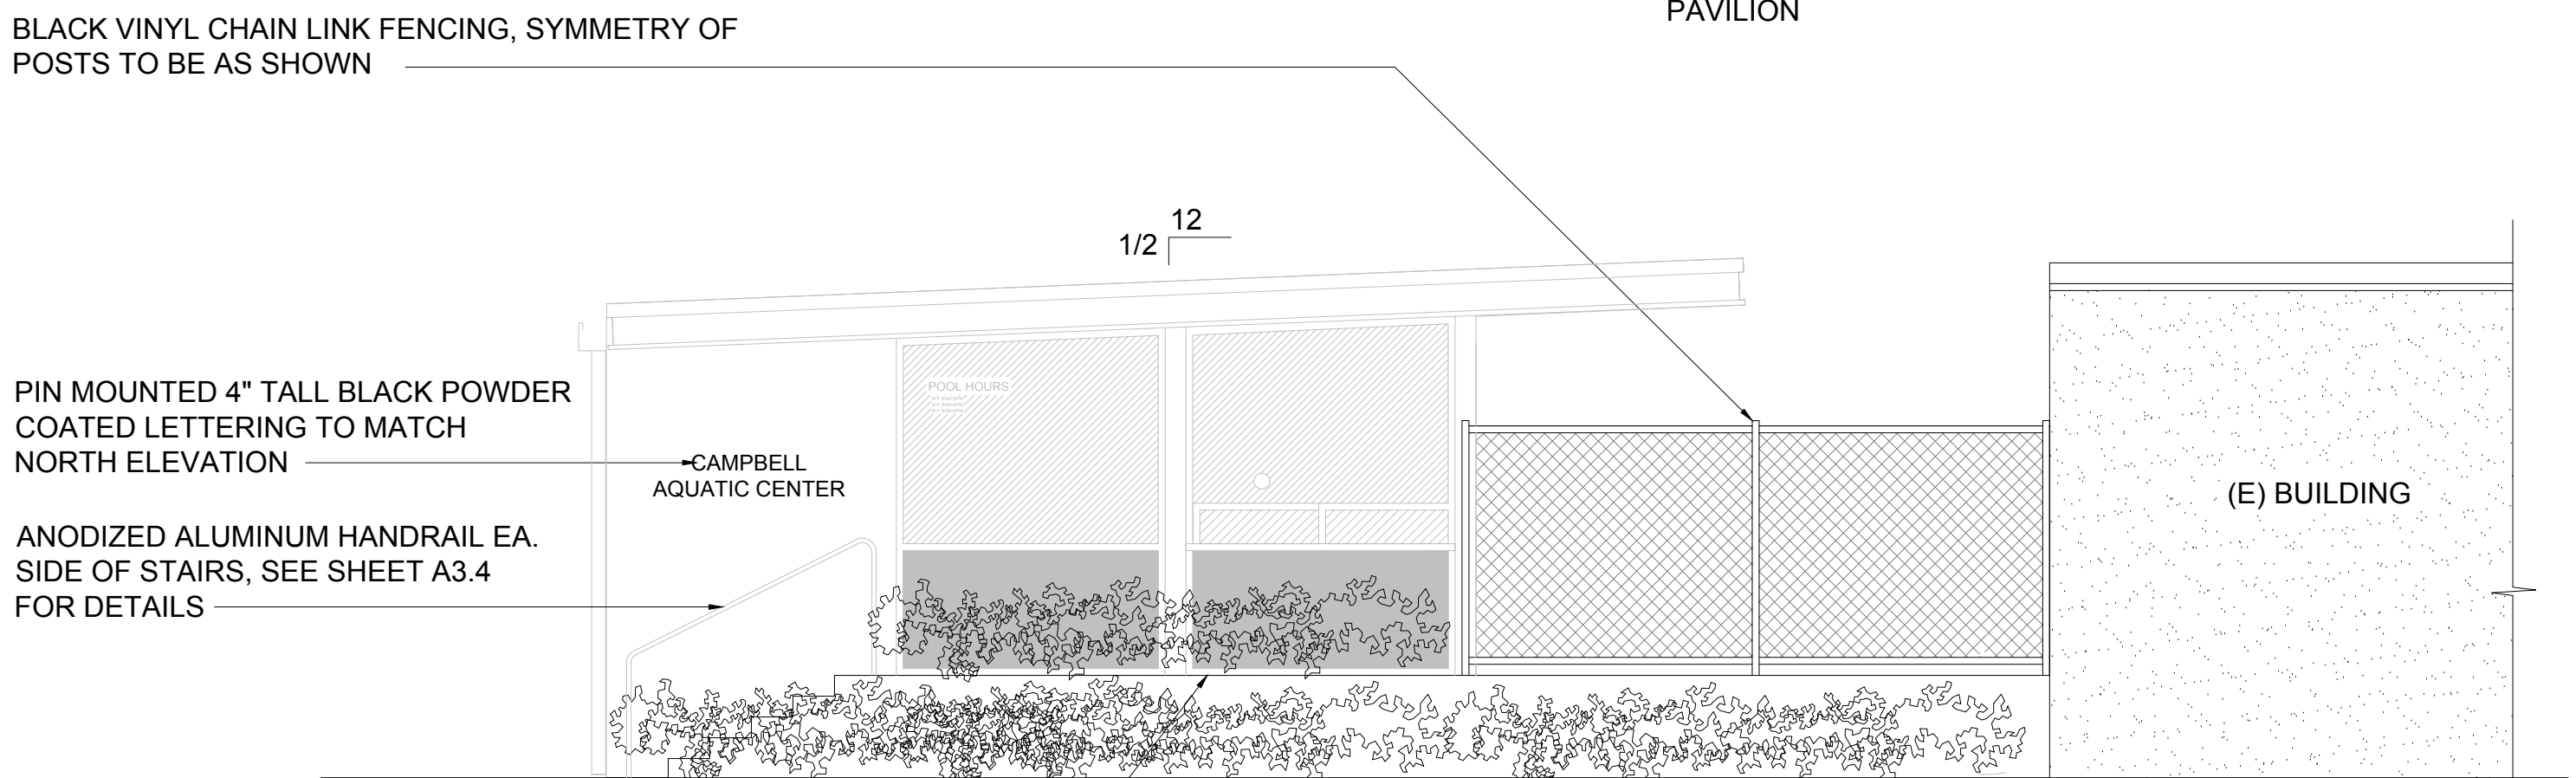 PAVILION
BLACK VINYL CHAIN LINK FENCING, SYMMETRY OF
POSTS TO BE AS SHOWN
12
1/2
POOL HOURS
PIN MOUNTED 4" TALL BLACK POWDER
COATED LETTERING TO MATCH
NORTH ELEVATION
CAMPBELL
AQUATIC CENTER
(E) BUILDING
ANODIZED ALUMINUM HANDRAIL EA.
SIDE OF STAIRS, SEE SHEET A3.4
FOR DETAILS